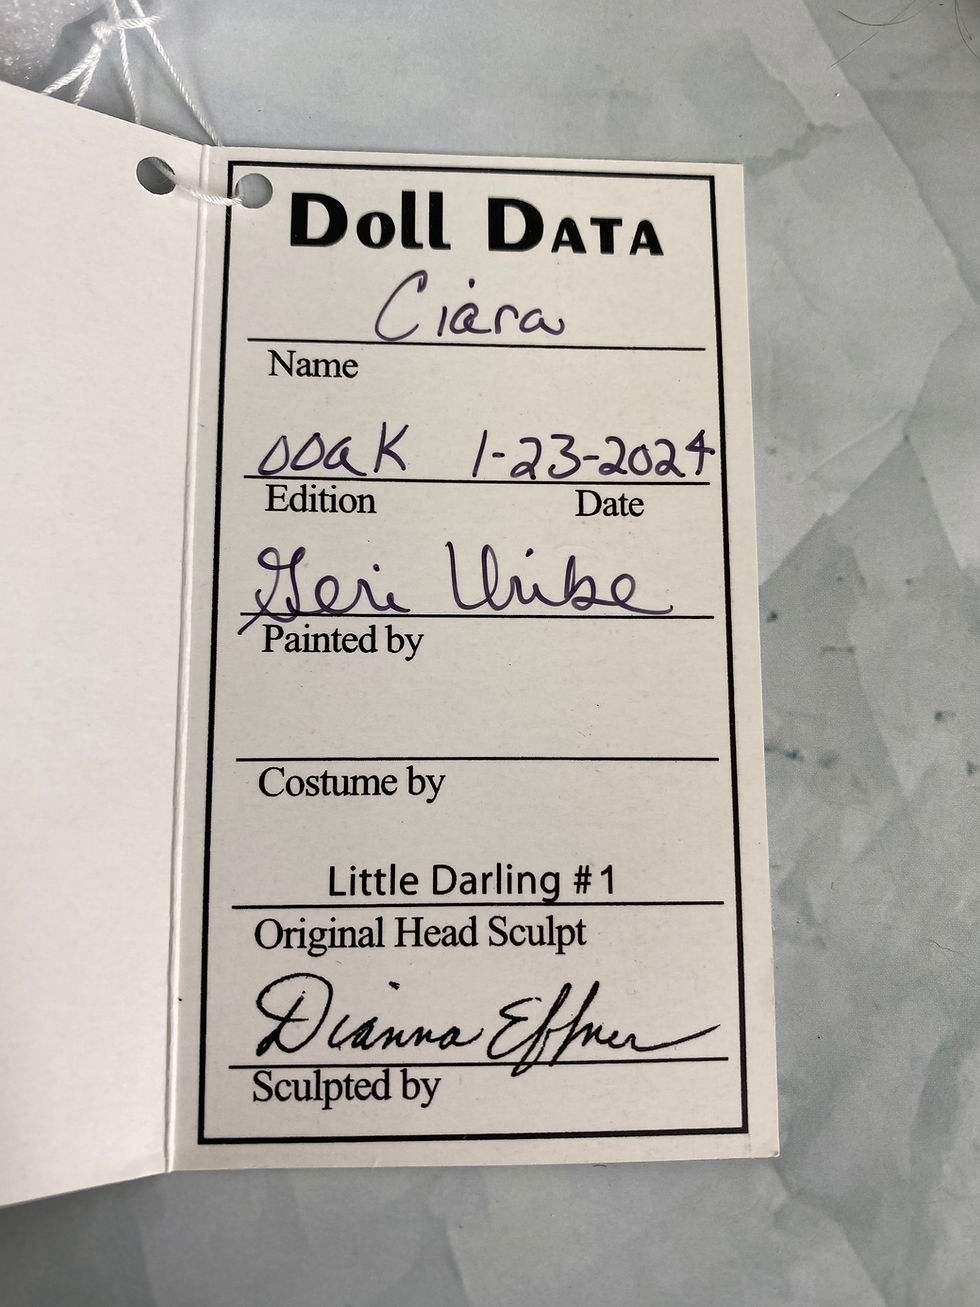 Doll Data
Ciara
Name
ooak 1-23-2024
Edition Date
Geri Uribe
Painted by
Costume by
Little Darling #1
Original Head Sculpt
Dianna Effner
Sculpted by